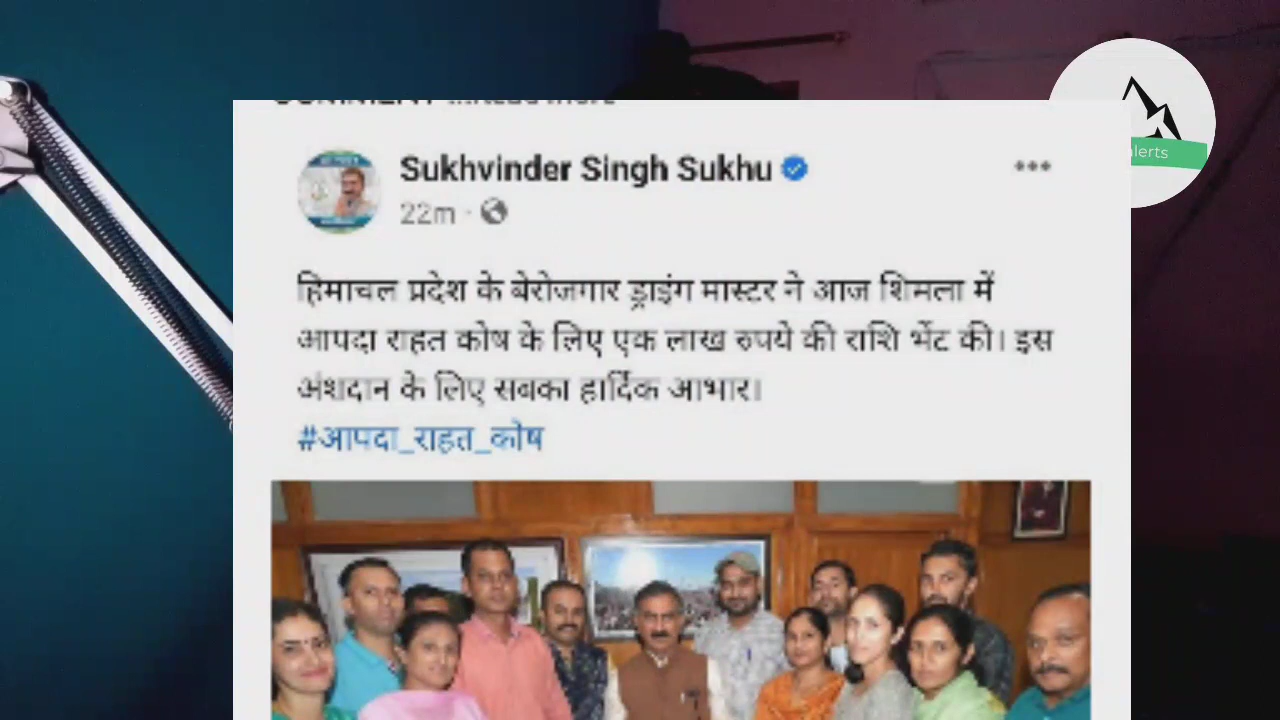 Sukhvinder Singh Sukhu
22m ·
हिमाचल प्रदेश के बेरोजगार ड्राइंग मास्टर ने आज शिमला में
आपदा राहत कोष के लिए एक लाख रुपये की राशि भेंट की। इस
अंशदान के लिए सबका हार्दिक आभार।
#आपदा_राहत_कोष
alerts